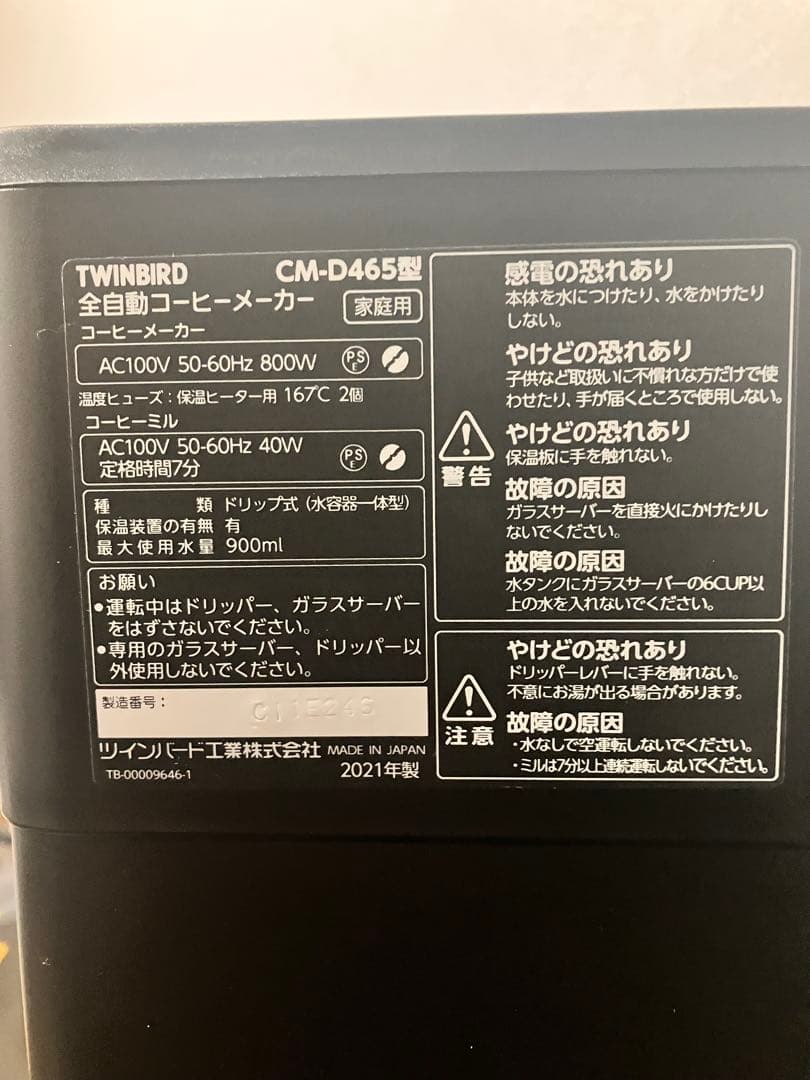 TWINBIRD CM-D465型
全自動コーヒーメーカー 家庭用
コーヒーメーカー
AC100V 50-60Hz 800W PSE
温度ヒューズ：保温ヒーター用 167℃ 2個
コーヒーミル
AC100V 50-60Hz 40W
定格時間7分 PSE
種類 ドリップ式（水容器一体型）
保温装置の有無 有
最大使用水量 900ml
お願い
●運転中はドリッパー、ガラスサーバー
をはずさないでください。
●専用のガラスサーバー、ドリッパー以
外使用しないでください。
製造番号：
ツインバード工業株式会社 MADE IN JAPAN
TB-00009646-1 2021年製
警告
感電の恐れあり
本体を水につけたり、水をかけたり
しない。
やけどの恐れあり
子供など取扱いに不慣れな方だけで使
わせたり、手が届くところで使用しない。
やけどの恐れあり
保温板に手を触れない。
故障の原因
ガラスサーバーを直接火にかけたりし
ないでください。
故障の原因
水タンクにガラスサーバーの6CUP以
上の水を入れないでください。
注意
やけどの恐れあり
ドリッパーレバーに手を触れない。
不意にお湯が出る場合があります。
故障の原因
・水なしで空運転しないでください。
・ミルは7分以上連続運転しないでください。